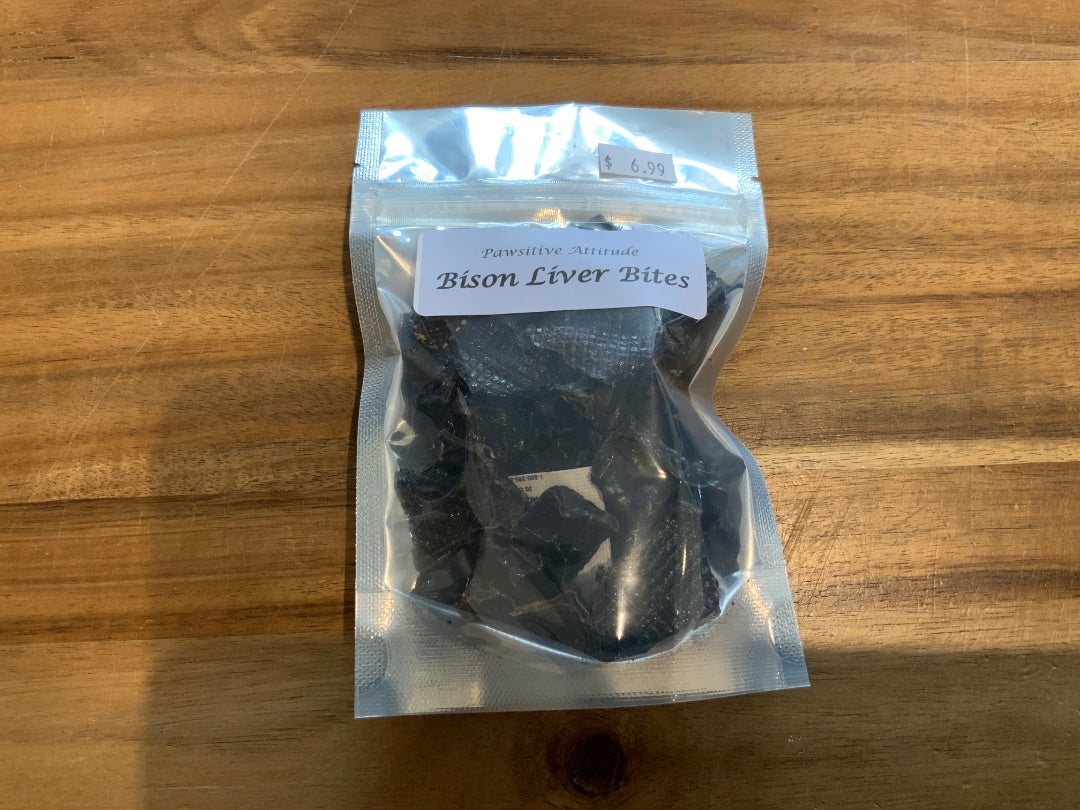 $ 6.99
Pawsitive Attitude
Bison Liver Bites